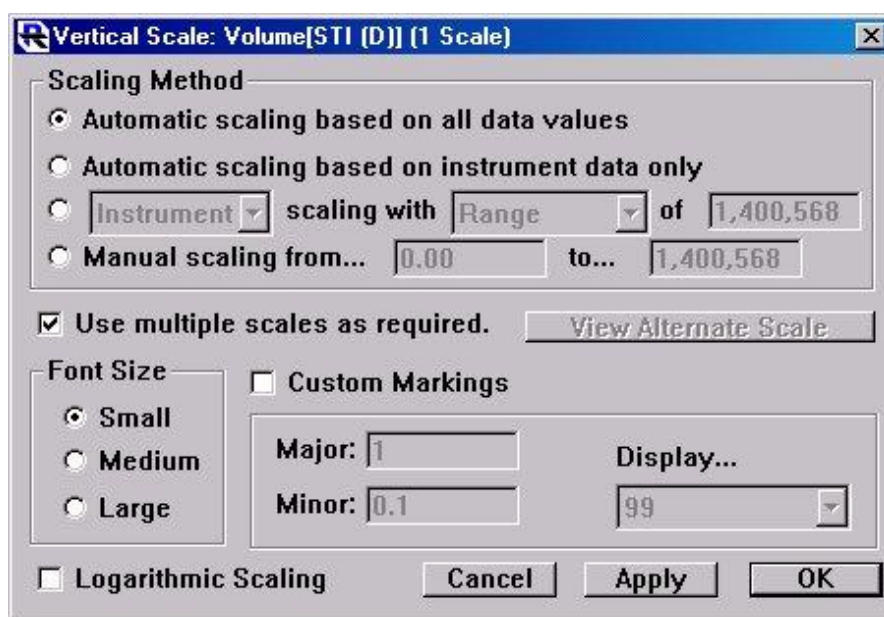 Vertical Scale: Volume[STI (D)] (1 Scale)
Scaling Method
Automatic scaling based on all data values
Automatic scaling based on instrument data only
Instrument scaling with Range of 1,400,568
Manual scaling from... 0.00 to... 1,400,568
Use multiple scales as required. View Alternate Scale
Font Size
Custom Markings
Small
Medium
Large
Major: 1
Minor: 0.1
Display...
99
Logarithmic Scaling Cancel Apply OK